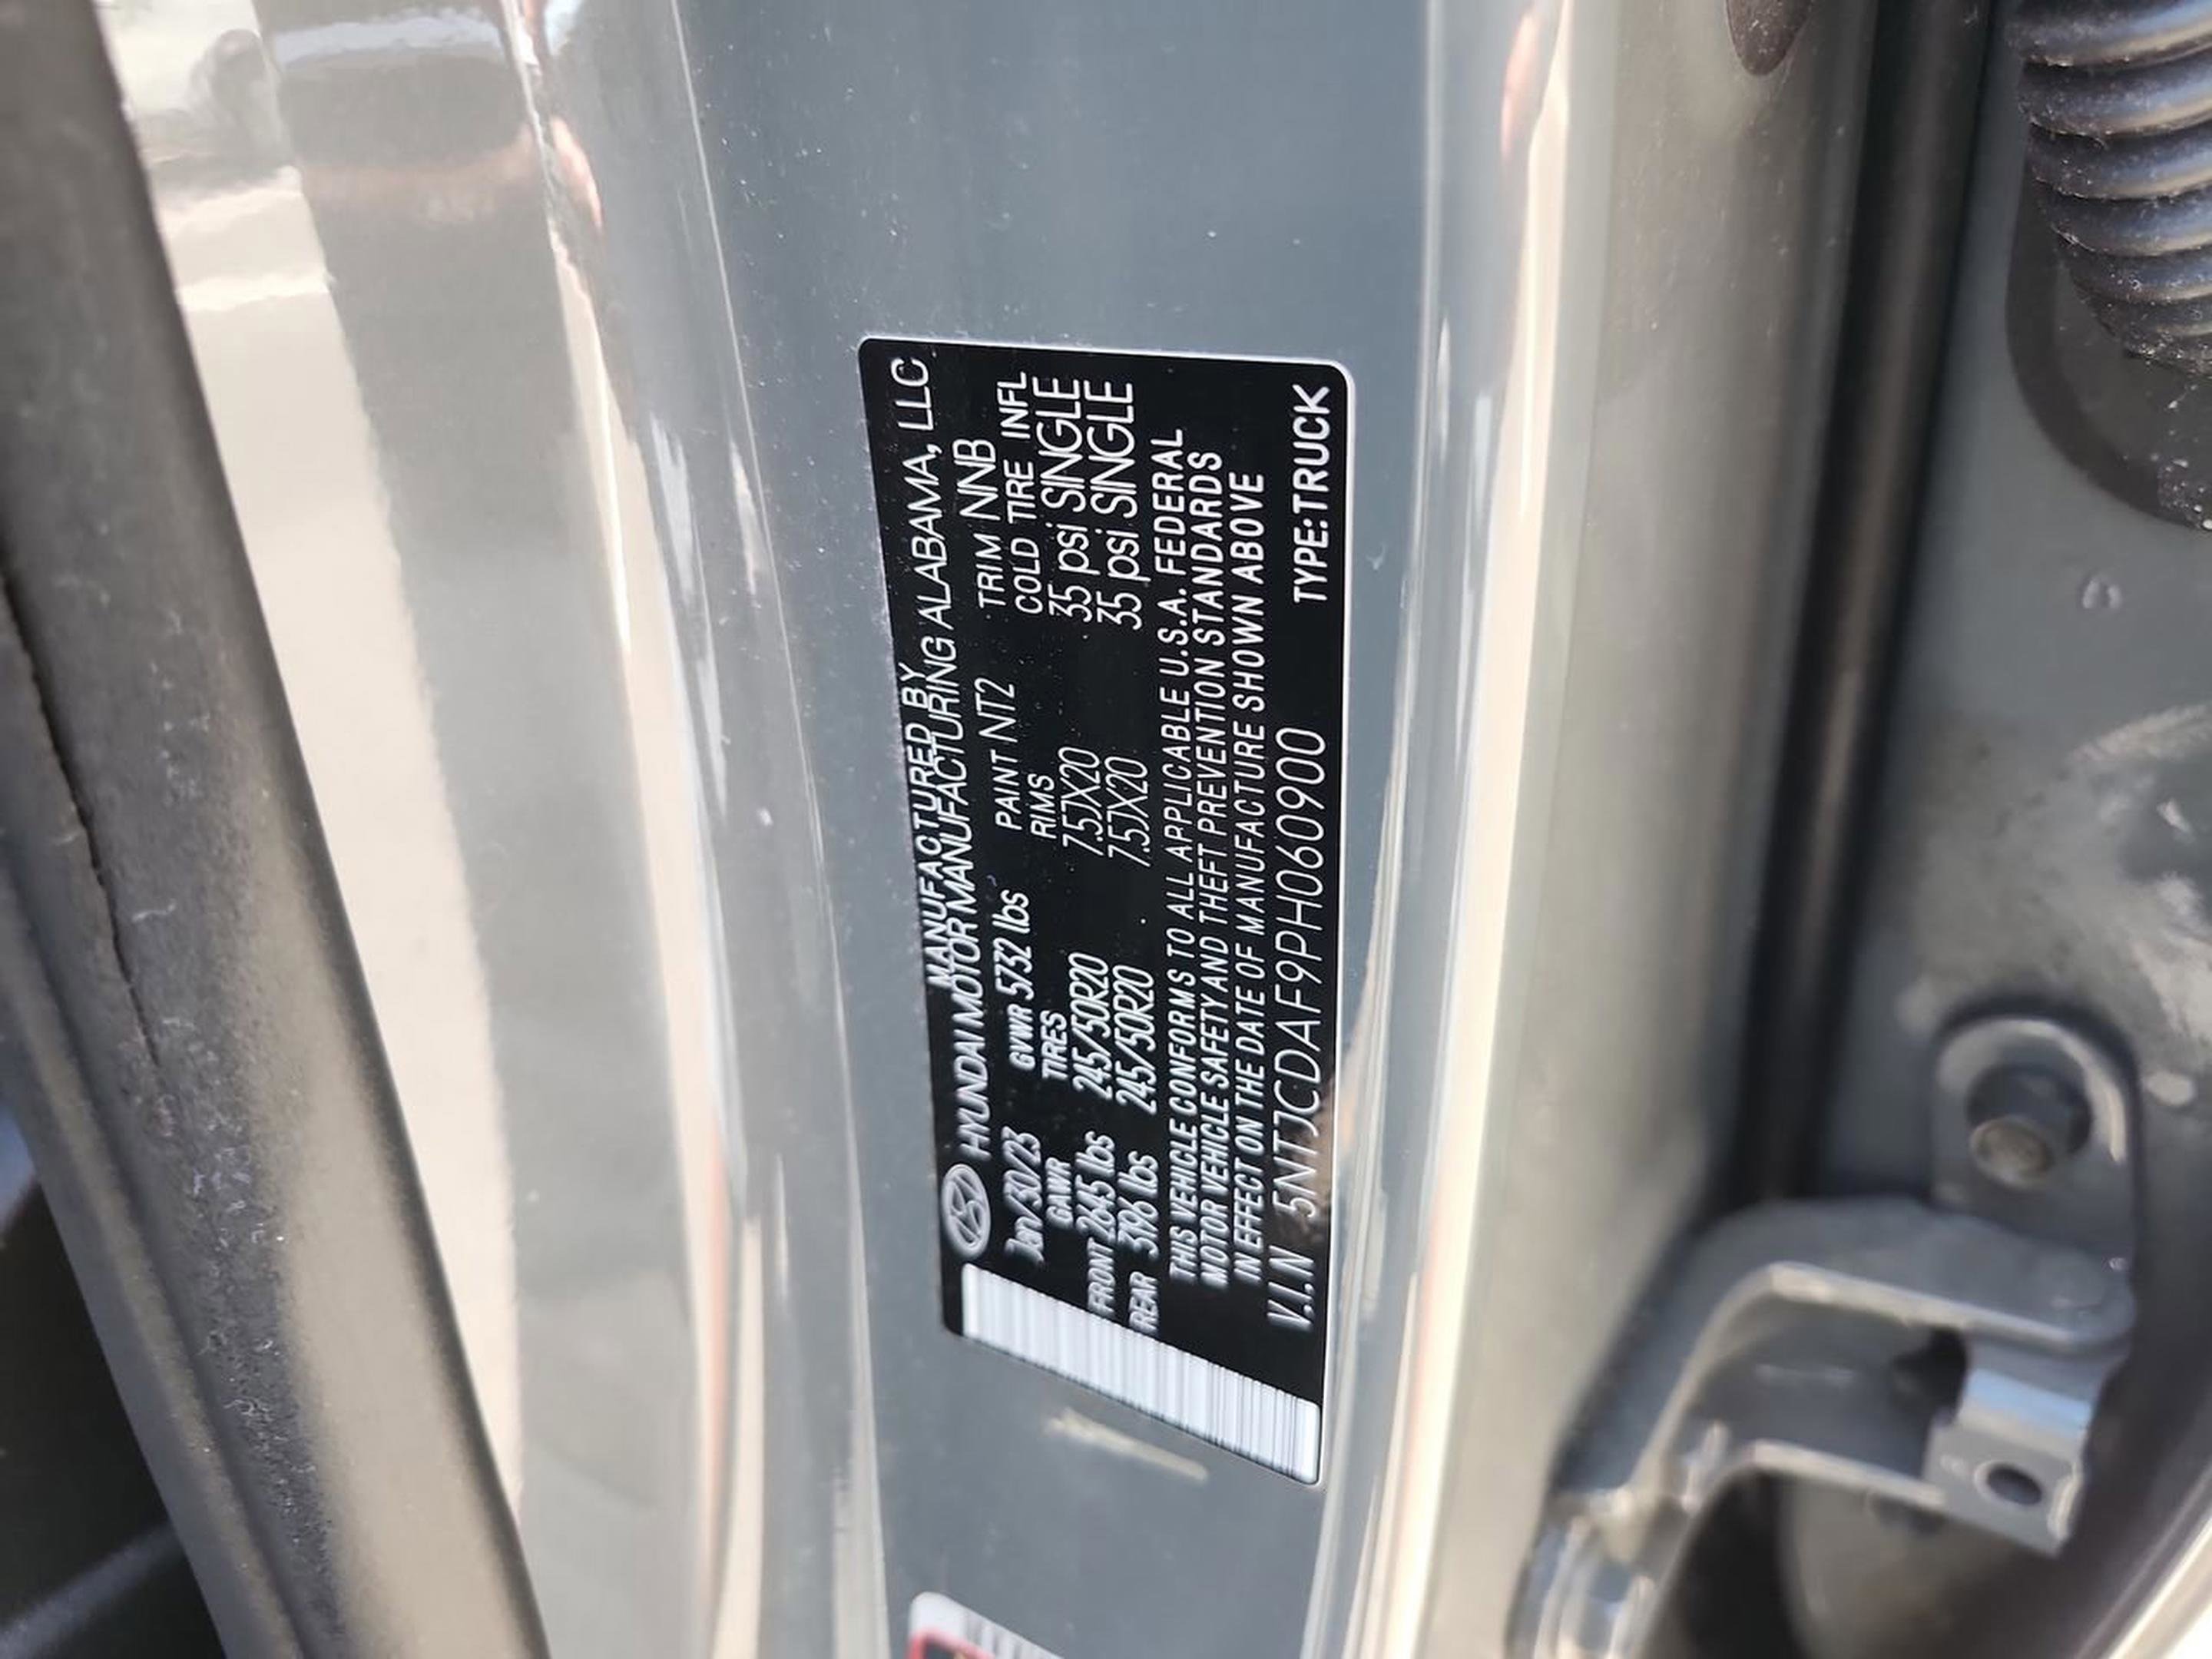 MANUFACTURED BY
HYUNDAI MOTOR MANUFACTURING ALABAMA, LLC
Jan/30/23 GVWR 5732 lbs PAINT NT2 TRIM NNB
GAWR TIRES RIMS COLD TIRE INFL
FRONT 2645 lbs 245/50R20 7.5JX20 35 psi SINGLE
REAR 3196 lbs 245/50R20 7.5JX20 35 psi SINGLE
THIS VEHICLE CONFORMS TO ALL APPLICABLE U.S.A. FEDERAL
MOTOR VEHICLE SAFETY AND THEFT PREVENTION STANDARDS
IN EFFECT ON THE DATE OF MANUFACTURE SHOWN ABOVE
V.I.N 5NTJCDAF9PH060900 TYPE:TRUCK